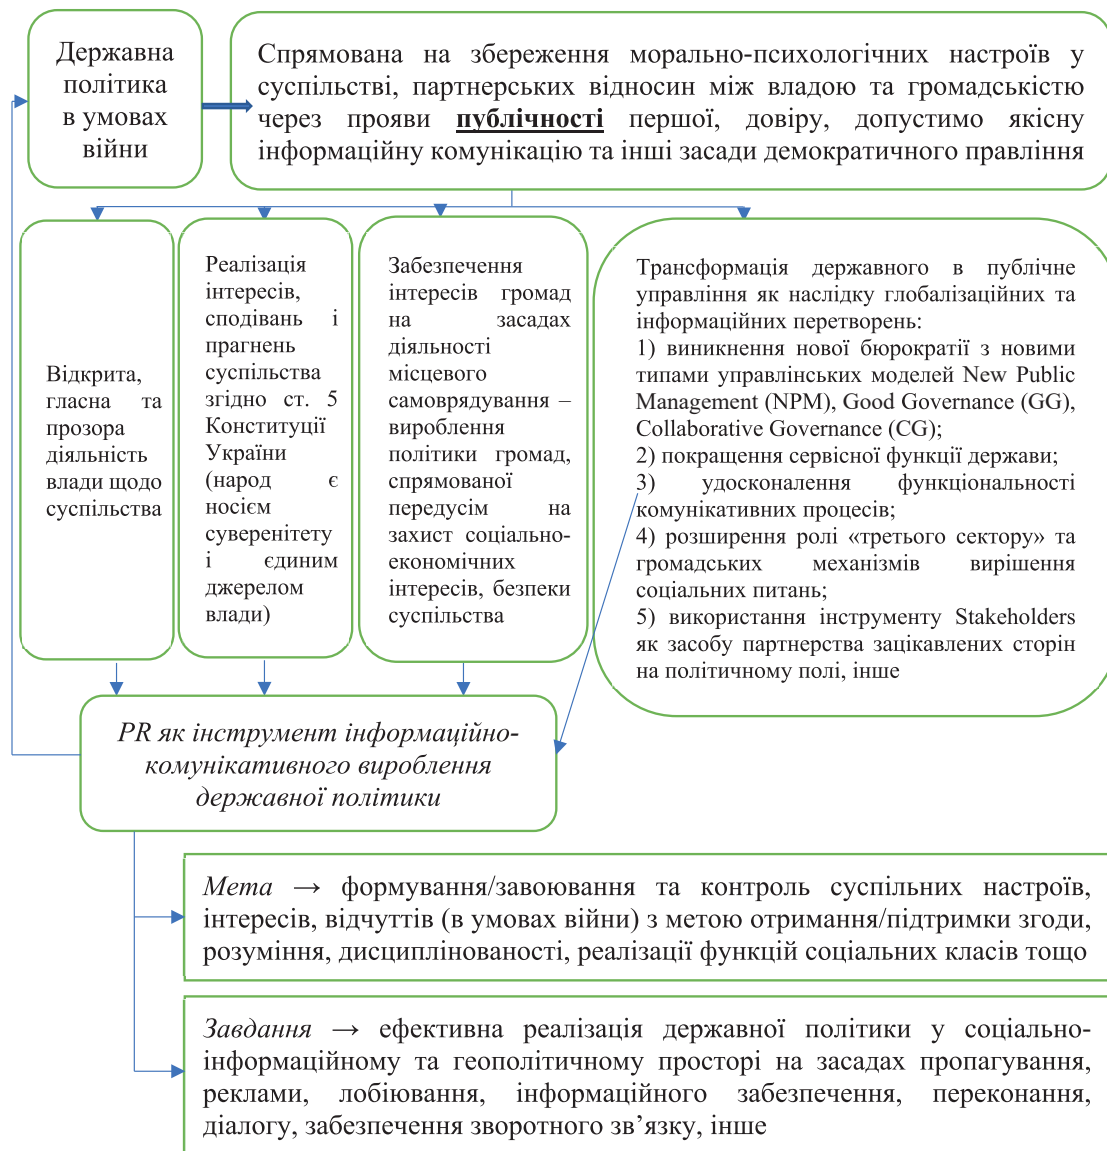 Державна
політика
в умовах
війни
Спрямована на збереження морально-психологічних настроїв у
суспільстві, партнерських відносин між владою та громадськістю
через прояви публічності першої, довіру, допустимо якісну
інформаційну комунікацію та інші засади демократичного правління
Відкрита,
гласна та
прозора
діяльність
влади щодо
суспільства
Реалізація
інтересів,
сподівань і
прагнень
суспільства
згідно ст. 5
Конституції
України
(народ є
носієм
суверенітету
і єдиним
джерелом
влади)
Забезпечення
інтересів громад
на засадах
діяльності
місцевого
самоврядування –
вироблення
політики громад,
спрямованої
передусім на
захист соціально-
економічних
інтересів, безпеки
суспільства
Трансформація державного в публічне
управління як наслідку глобалізаційних та
інформаційних перетворень:
1) виникнення нової бюрократії з новими
типами управлінських моделей New Public
Management (NPM), Good Governance (GG),
Collaborative Governance (CG);
2) покращення сервісної функції держави;
3) удосконалення функціональності
комунікативних процесів;
4) розширення ролі «третього сектору» та
громадських механізмів вирішення
соціальних питань;
5) використання інструменту Stakeholders
як засобу партнерства зацікавлених сторін
на політичному полі, інше
PR як інструмент інформаційно-
комунікативного вироблення
державної політики
Мета → формування/завоювання та контроль суспільних настроїв,
інтересів, відчуттів (в умовах війни) з метою отримання/підтримки згоди,
розуміння, дисциплінованості, реалізації функцій соціальних класів тощо
Завдання → ефективна реалізація державної політики у соціально-
інформаційному та геополітичному просторі на засадах пропагування,
реклами, лобіювання, інформаційного забезпечення, переконання,
діалогу, забезпечення зворотного зв’язку, інше